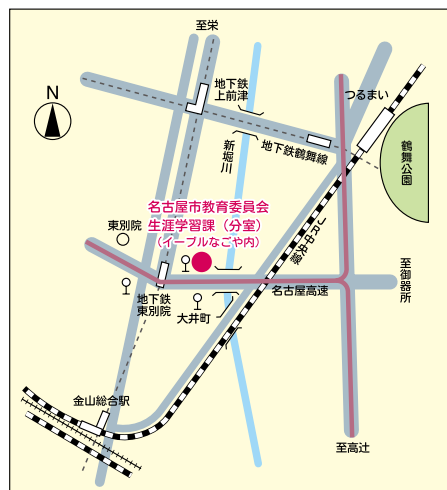 至栄
N
地下鉄
上前津
つるまい
新堀川
地下鉄鶴舞線
鶴舞公園
名古屋市教育委員会
生涯学習課（分室）
（イーブルなごや内）
東別院
JR中央線
地下鉄
東別院
大井町
名古屋高速
至御器所
金山総合駅
至高辻